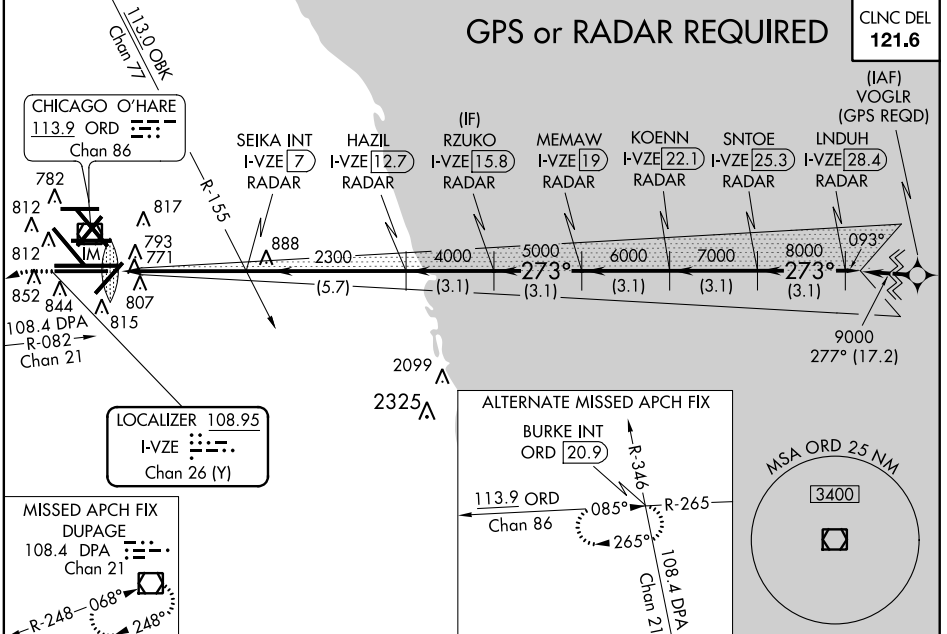 GPS or RADAR REQUIRED
CLNC DEL
121.6
113.0 OBK
Chan 77
CHICAGO O'HARE
113.9 ORD
Chan 86
(IAF)
VOGLR
(GPS REQD)
SEIKA INT
I-VZE 7
RADAR
HAZIL
I-VZE 12.7
RADAR
(IF)
RZUKO
I-VZE 15.8
RADAR
MEMAW
I-VZE 19
RADAR
KOENN
I-VZE 22.1
RADAR
SNTOE
I-VZE 25.3
RADAR
LNDUH
I-VZE 28.4
RADAR
R-155
782
812
817
812
IM
793
771
888
2300
4000
5000
6000
7000
8000
093°
273°
273°
(5.7)
(3.1)
(3.1)
(3.1)
(3.1)
(3.1)
852
844
807
815
108.4 DPA
R-082
Chan 21
9000
277° (17.2)
2099
2325
LOCALIZER 108.95
I-VZE
Chan 26 (Y)
ALTERNATE MISSED APCH FIX
BURKE INT
ORD 20.9
R-346
113.9 ORD
Chan 86
085°
R-265
265°
108.4 DPA
Chan 21
MSA ORD 25 NM
3400
MISSED APCH FIX
DUPAGE
108.4 DPA
Chan 21
R-248
068°
248°